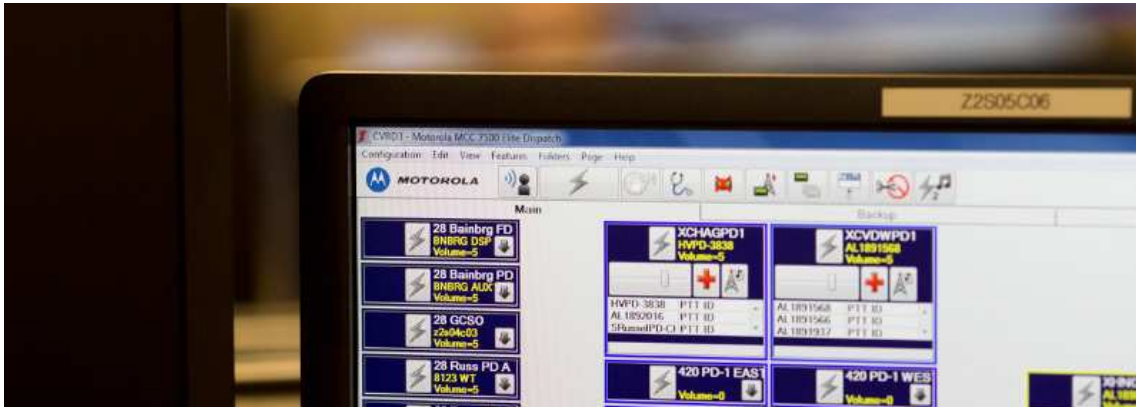 Z2S05C06
CVRD1 - Motorola MCC 7500 Elite Dispatch
Configuration Edit View Features Folders Page Help
MOTOROLA
Main
Backup
28 Bainbrg FD
BNBRG DSP
Volume=5
28 Bainbrg PD
BNBRG AUX
Volume=5
28 GCSO
z2s04c03
Volume=5
28 Russ PD A
8123 WT
Volume=5
XCHAGPD1
HVPD-3838
Volume=5
HVPD-3838 PTT ID
AL1892016 PTT ID
SRusselPD-CI PTT ID
XCVDWPD1
AL1891568
Volume=5
AL1891568 PTT ID
AL1891566 PTT ID
AL1891937 PTT ID
420 PD-1 EAST
Volume=0
420 PD-1 WES
Volume=0